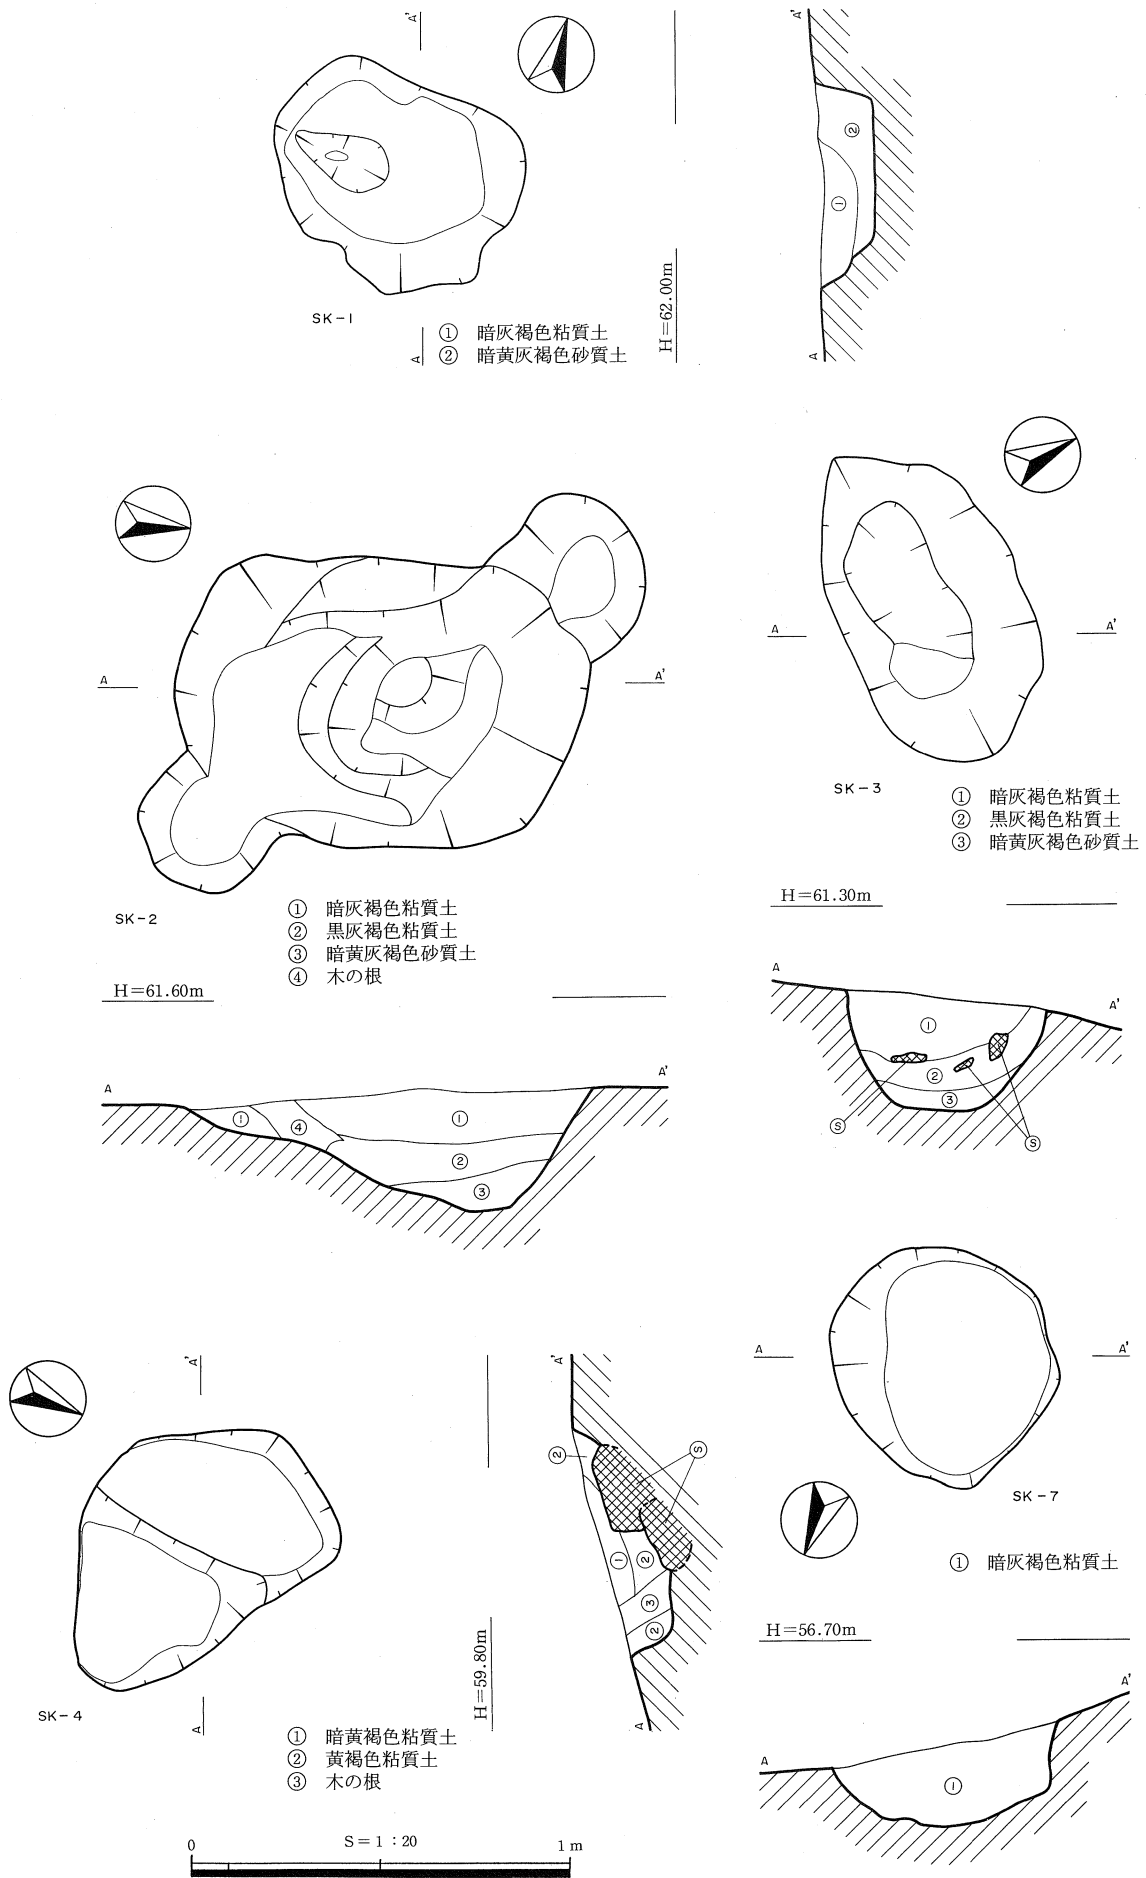 A'
A'
SK-1
A
① 暗灰褐色粘質土
② 暗黄灰褐色砂質土
H=62.00m
②
①
A
A
A'
SK-2
① 暗灰褐色粘質土
② 黒灰褐色粘質土
③ 暗黄灰褐色砂質土
④ 木の根
H=61.60m
A
A'
① ④ ①
②
③
A
A'
SK-3
① 暗灰褐色粘質土
② 黒灰褐色粘質土
③ 暗黄灰褐色砂質土
H=61.30m
A
A'
①
②
③
S
S
A'
A'
SK-4
A
① 暗黄褐色粘質土
② 黄褐色粘質土
③ 木の根
H=59.80m
②
S
① ②
③
②
A
A
A'
SK-7
① 暗灰褐色粘質土
H=56.70m
A
A'
①
S=1:20
0 1m